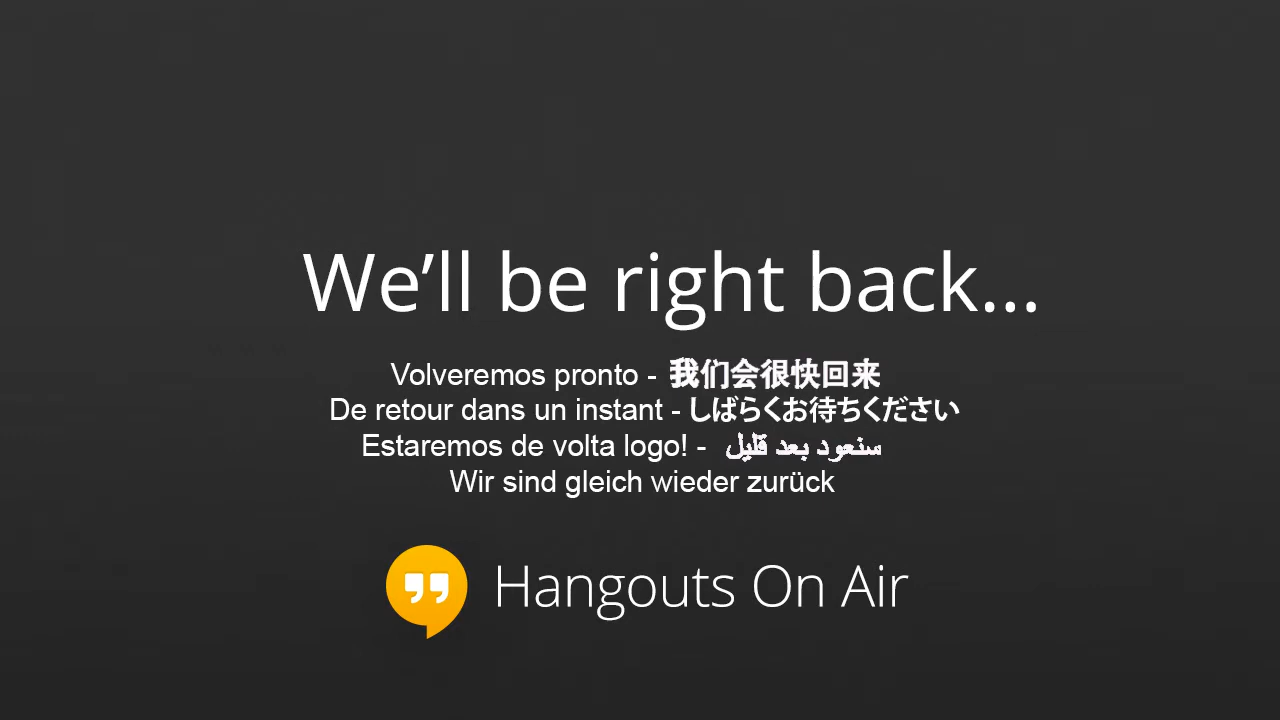 We’ll be right back...
Volveremos pronto - 我们会很快回来
De retour dans un instant - しばらくお待ちください
Estaremos de volta logo! - سنعود بعد قليل
Wir sind gleich wieder zurück
Hangouts On Air